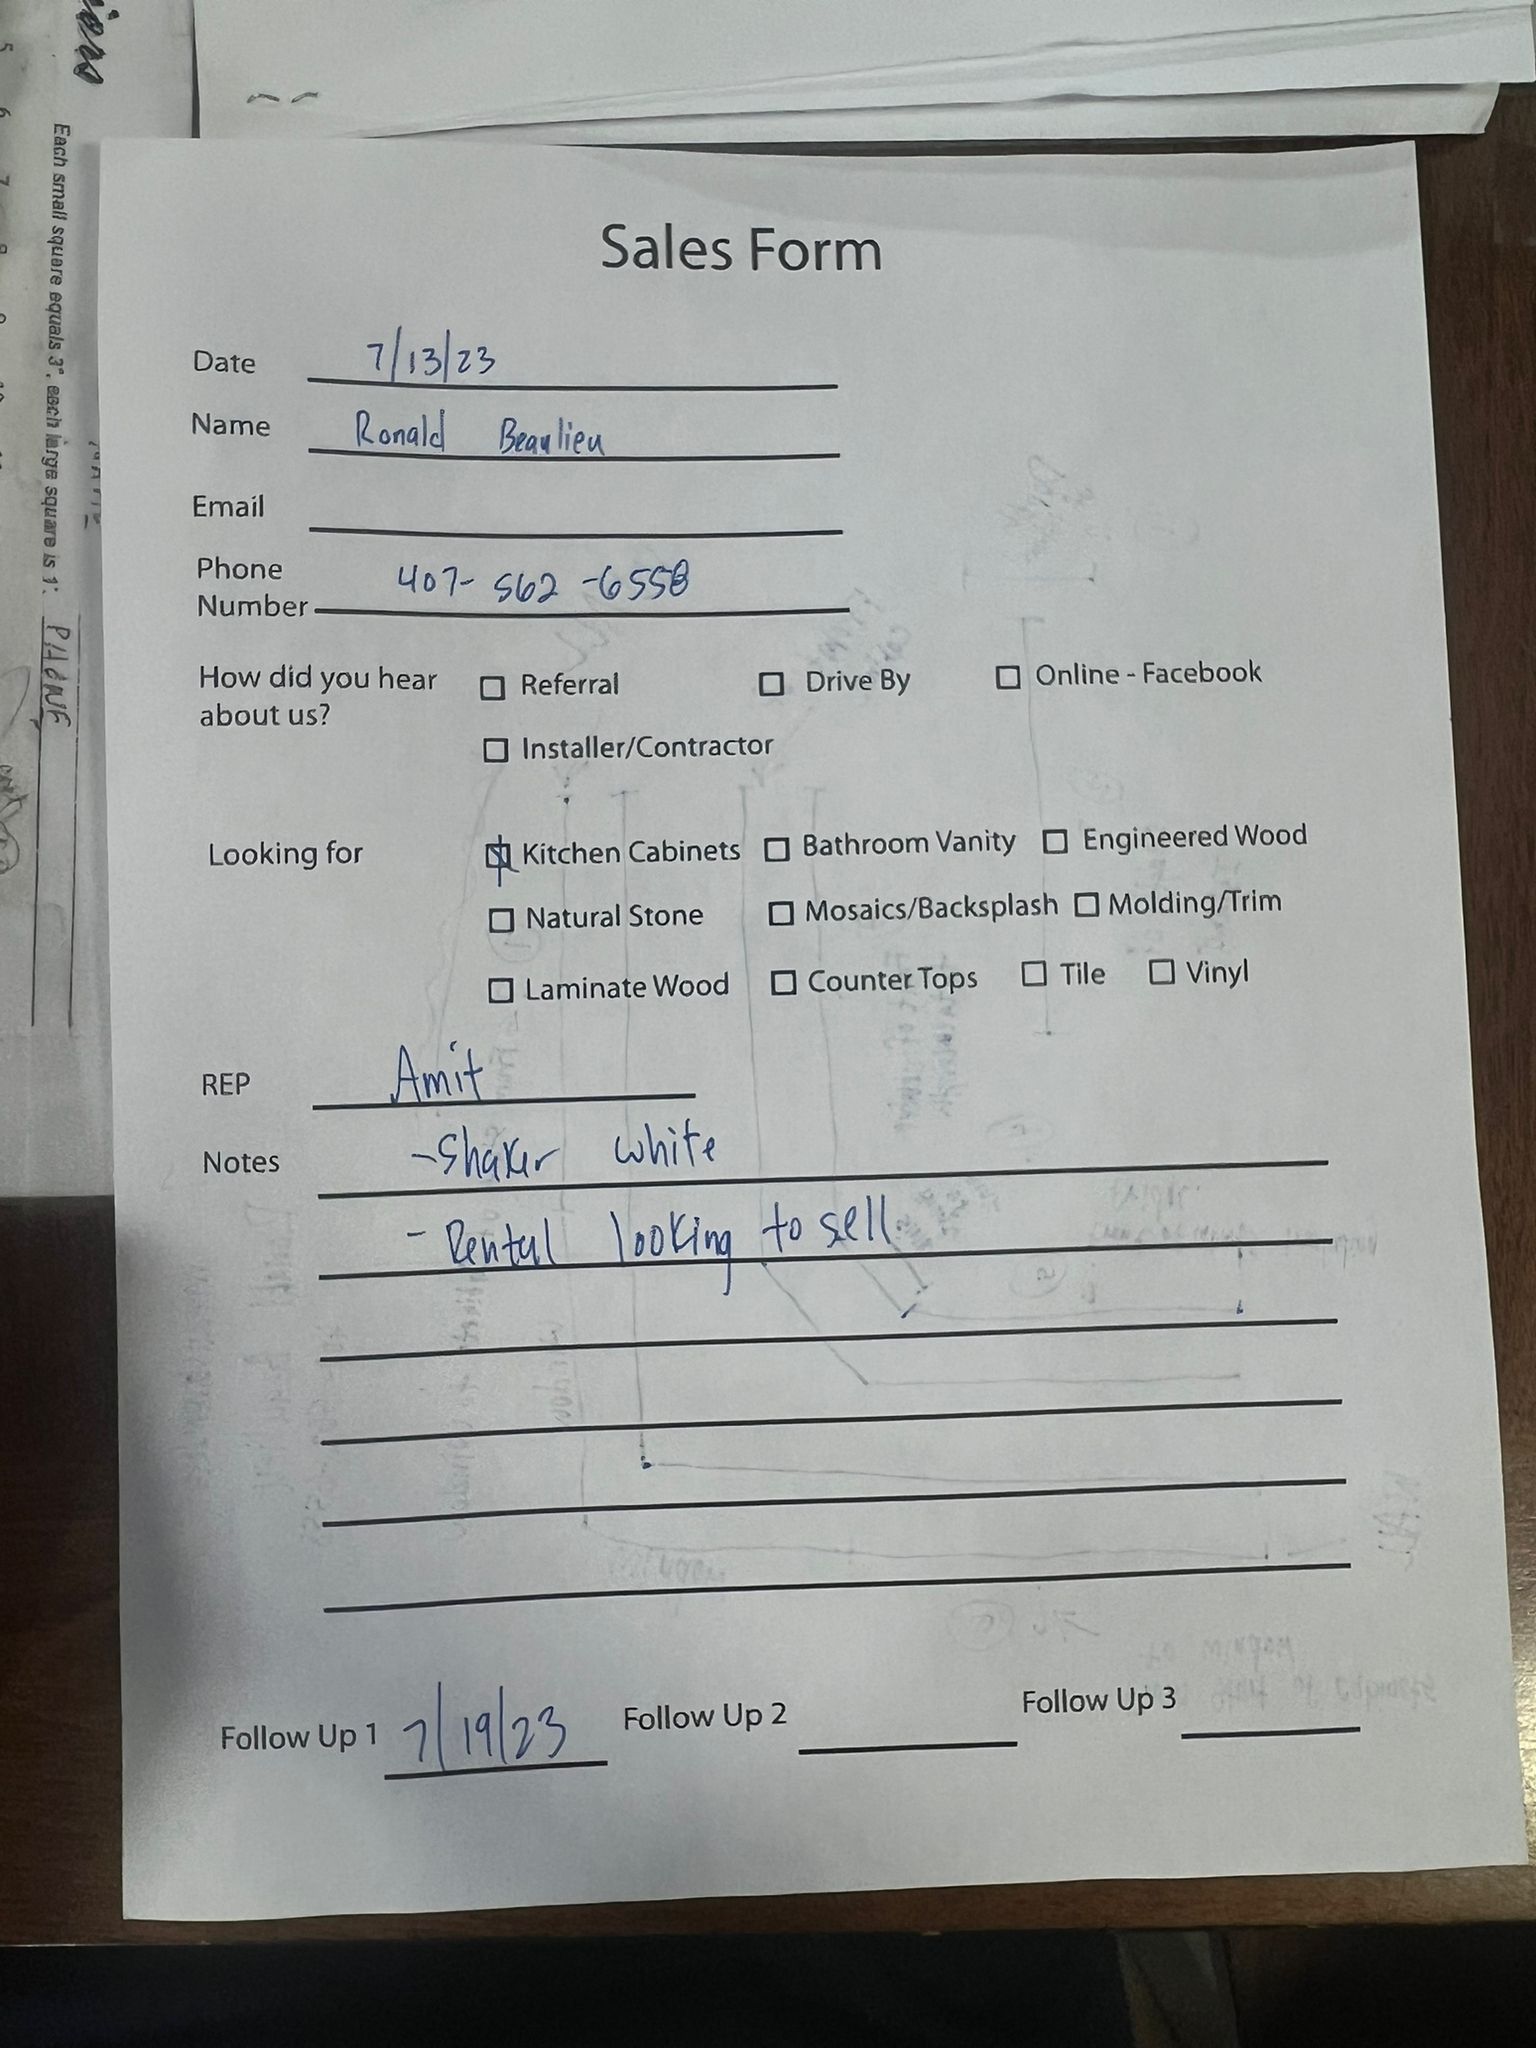 Each small square equals 3", each large square is 1':
PHONE
Sales Form
Date 7/13/23
Name Ronald Beaulieu
Email
Phone
Number 407-562-6558
How did you hear
about us?
Referral Drive By Online - Facebook
Installer/Contractor
Looking for Kitchen Cabinets Bathroom Vanity Engineered Wood
Natural Stone Mosaics/Backsplash Molding/Trim
Laminate Wood Counter Tops Tile Vinyl
REP Amit
Notes -Shaker white
- Rental looking to sell
Follow Up 1 7/19/23 Follow Up 2 Follow Up 3